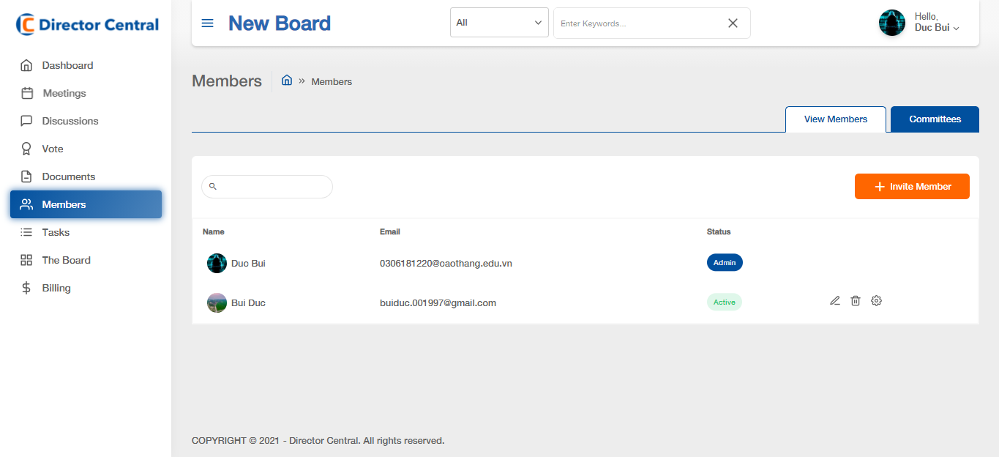 Director Central
Dashboard
Meetings
Discussions
Vote
Documents
Members
Tasks
The Board
Billing
New Board
All
Enter Keywords...
Hello,
Duc Bui
Members
» Members
View Members
Committees
+ Invite Member
Name Email Status
Duc Bui 0306181220@caothang.edu.vn Admin
Bui Duc buiduc.001997@gmail.com Active
COPYRIGHT © 2021 - Director Central. All rights reserved.